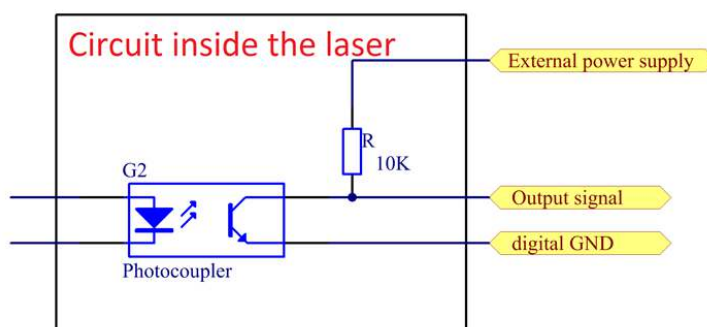 Circuit inside the laser
External power supply
R
10K
G2
Output signal
digital GND
Photocoupler